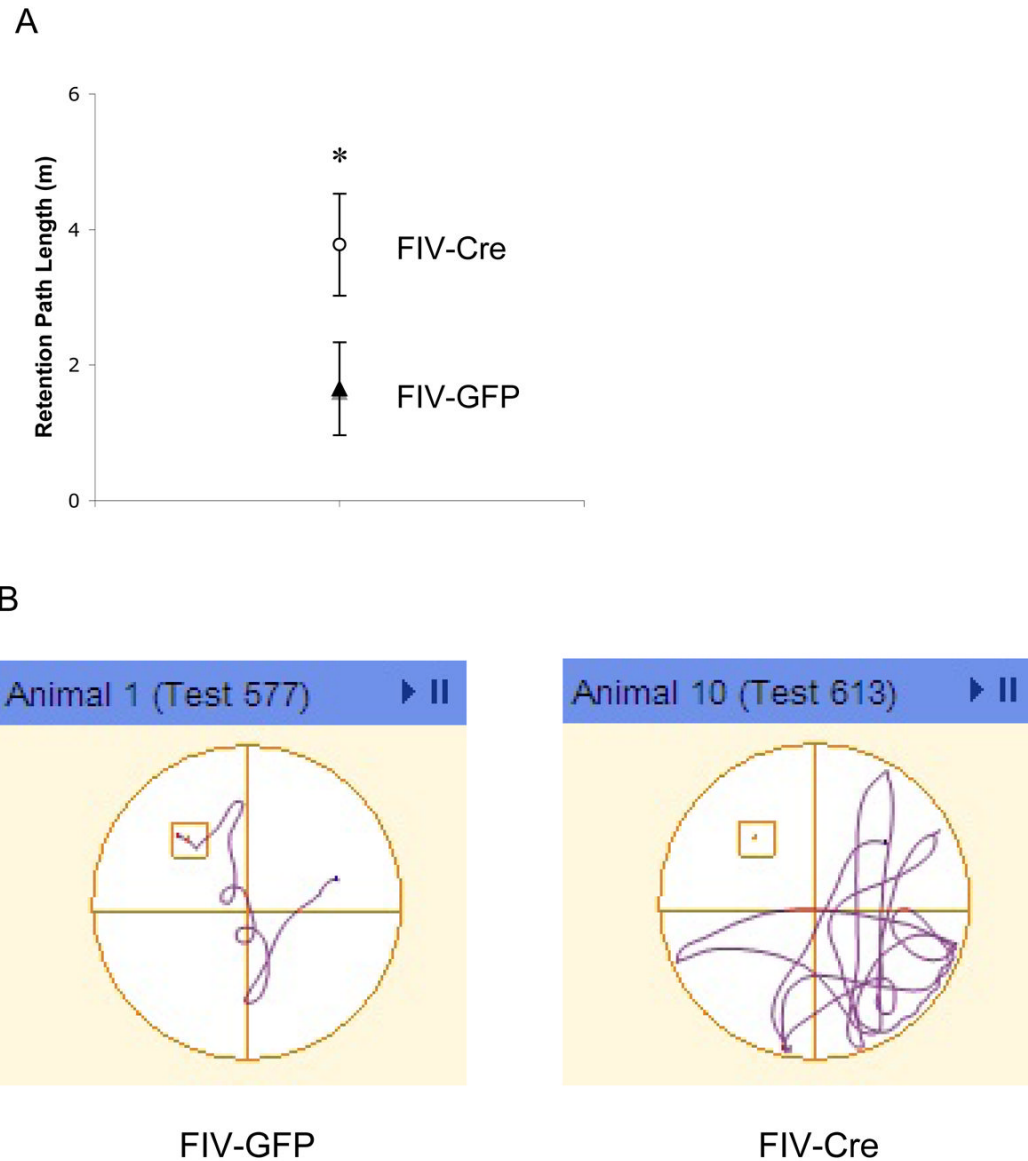 A
6
*
Retention Path Length (m)
FIV-Cre
4
2
FIV-GFP
0
B
Animal 1 (Test 577)
Animal 10 (Test 613)
FIV-GFP
FIV-Cre